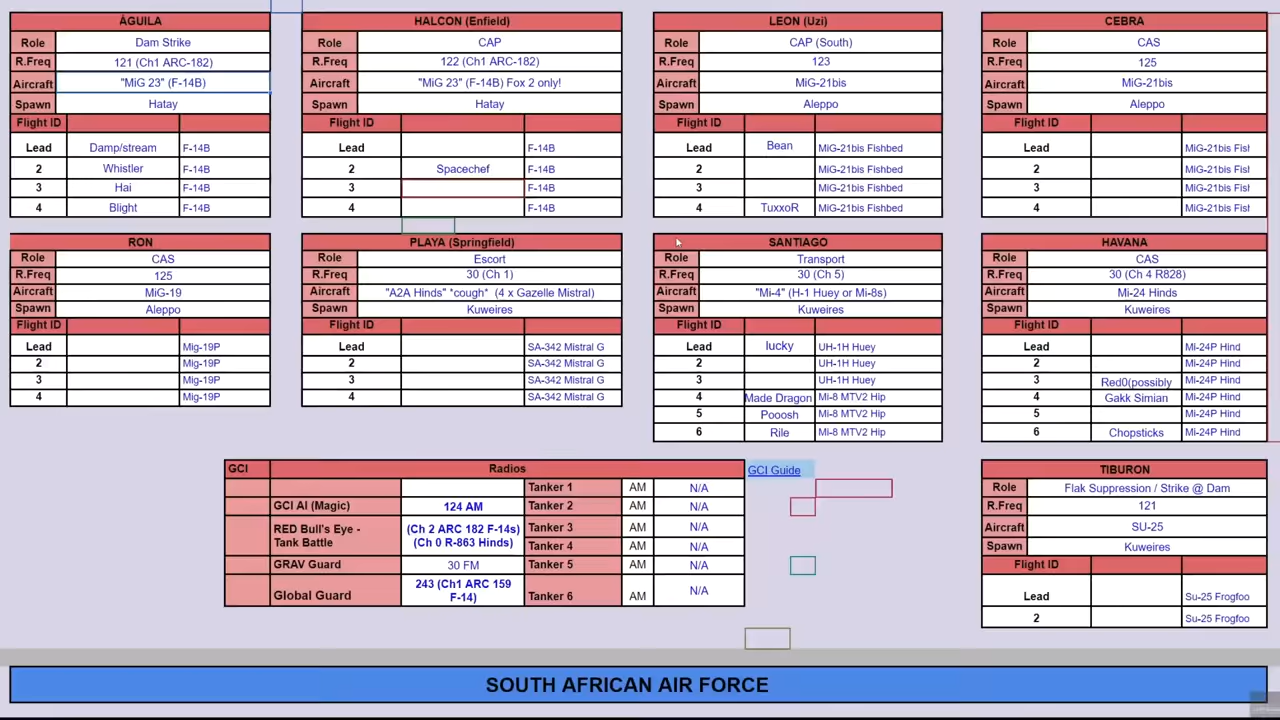 ÁGUILA
Role Dam Strike
R.Freq 121 (Ch1 ARC-182)
Aircraft "MiG 23" (F-14B)
Spawn Hatay
Flight ID
Lead Damp/stream F-14B
2 Whistler F-14B
3 Hai F-14B
4 Blight F-14B
HALCON (Enfield)
Role CAP
R.Freq 122 (Ch1 ARC-182)
Aircraft "MiG 23" (F-14B) Fox 2 only!
Spawn Hatay
Flight ID
Lead F-14B
2 Spacechef F-14B
3 F-14B
4 F-14B
LEON (Uzi)
Role CAP (South)
R.Freq 123
Aircraft MiG-21bis
Spawn Aleppo
Flight ID
Lead Bean MiG-21bis Fishbed
2 MiG-21bis Fishbed
3 MiG-21bis Fishbed
4 TuxxoR MiG-21bis Fishbed
CEBRA
Role CAS
R.Freq 125
Aircraft MiG-21bis
Spawn Aleppo
Flight ID
Lead MiG-21bis Fisl
2 MiG-21bis Fisl
3 MiG-21bis Fisl
4 MiG-21bis Fisl
RON
Role CAS
R.Freq 125
Aircraft MiG-19
Spawn Aleppo
Flight ID
Lead Mig-19P
2 Mig-19P
3 Mig-19P
4 Mig-19P
PLAYA (Springfield)
Role Escort
R.Freq 30 (Ch 1)
Aircraft "A2A Hinds" *cough* (4 x Gazelle Mistral)
Spawn Kuweires
Flight ID
Lead SA-342 Mistral G
2 SA-342 Mistral G
3 SA-342 Mistral G
4 SA-342 Mistral G
SANTIAGO
Role Transport
R.Freq 30 (Ch 5)
Aircraft "Mi-4" (H-1 Huey or Mi-8s)
Spawn Kuweires
Flight ID
Lead lucky UH-1H Huey
2 UH-1H Huey
3 UH-1H Huey
4 Made Dragon Mi-8 MTV2 Hip
5 Pooosh Mi-8 MTV2 Hip
6 Rile Mi-8 MTV2 Hip
HAVANA
Role CAS
R.Freq 30 (Ch 4 R828)
Aircraft Mi-24 Hinds
Spawn Kuweires
Flight ID
Lead MI-24P Hind
2 MI-24P Hind
3 Red0(possibly MI-24P Hind
4 Gakk Simian MI-24P Hind
5 MI-24P Hind
6 Chopsticks MI-24P Hind
GCI Radios
Tanker 1 AM N/A
GCI AI (Magic) 124 AM Tanker 2 AM N/A
RED Bull's Eye -
Tank Battle
(Ch 2 ARC 182 F-14s)
(Ch 0 R-863 Hinds)
Tanker 3 AM N/A
Tanker 4 AM N/A
GRAV Guard 30 FM Tanker 5 AM N/A
Global Guard
243 (Ch1 ARC 159
F-14)
Tanker 6 AM N/A
GCI Guide
TIBURON
Role Flak Suppression / Strike @ Dam
R.Freq 121
Aircraft SU-25
Spawn Kuweires
Flight ID
Lead Su-25 Frogfoo
2 Su-25 Frogfoo
SOUTH AFRICAN AIR FORCE